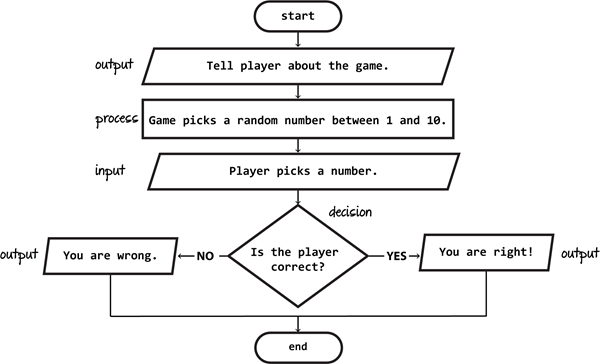 start
output
Tell player about the game.
process
Game picks a random number between 1 and 10.
input
Player picks a number.
decision
output
You are wrong.
NO
Is the player
correct?
YES
You are right!
output
end